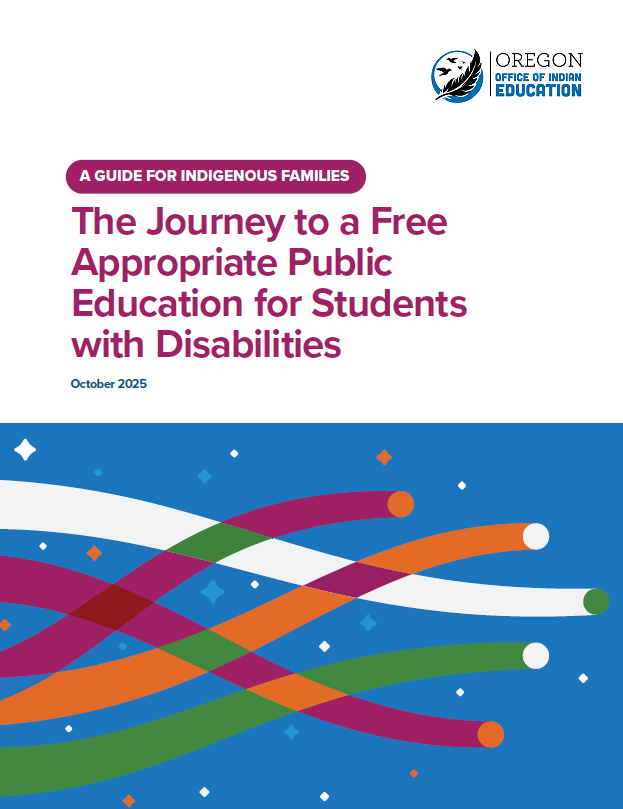 OREGON
OFFICE OF INDIAN
EDUCATION
A GUIDE FOR INDIGENOUS FAMILIES
The Journey to a Free
Appropriate Public
Education for Students
with Disabilities
October 2025